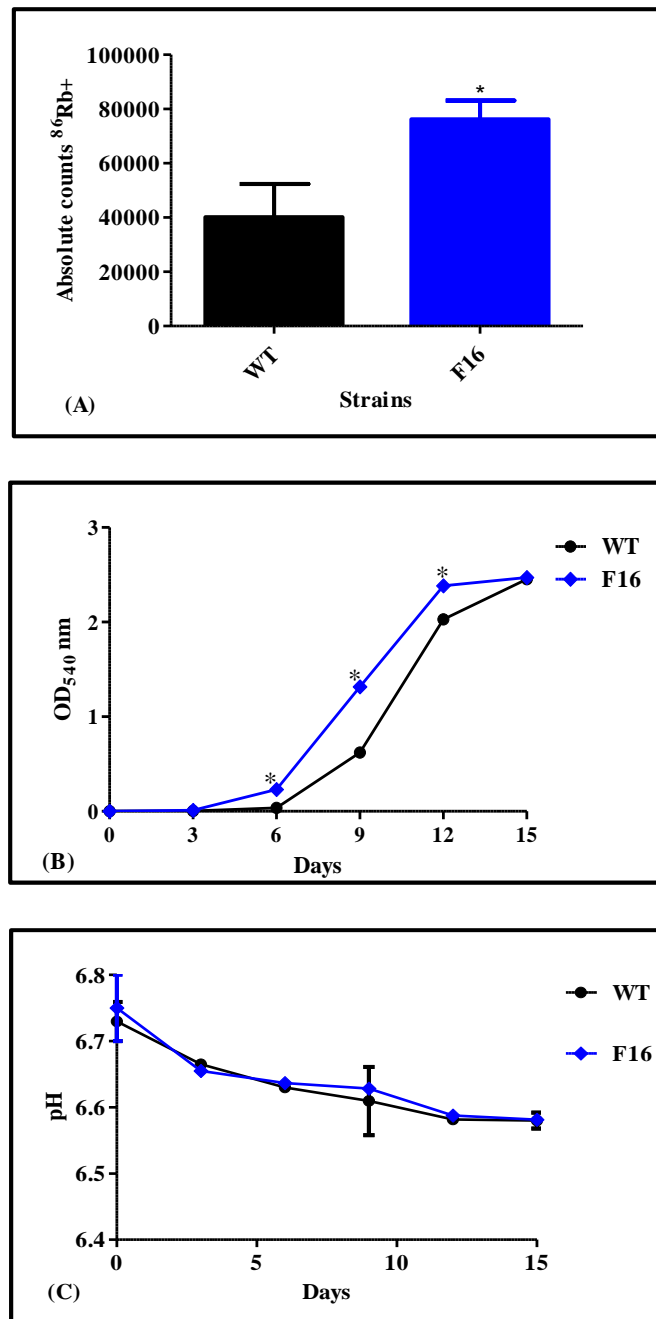 100000
80000
60000
40000
20000
0
Absolute counts ⁸⁶Rb+
*
WT
F16
Strains
(A)
3
2
1
0
OD₅₄₀ nm
WT
F16
*
*
*
0 3 6 9 12 15
Days
(B)
6.8
6.7
6.6
6.5
6.4
pH
WT
F16
0 5 10 15
Days
(C)